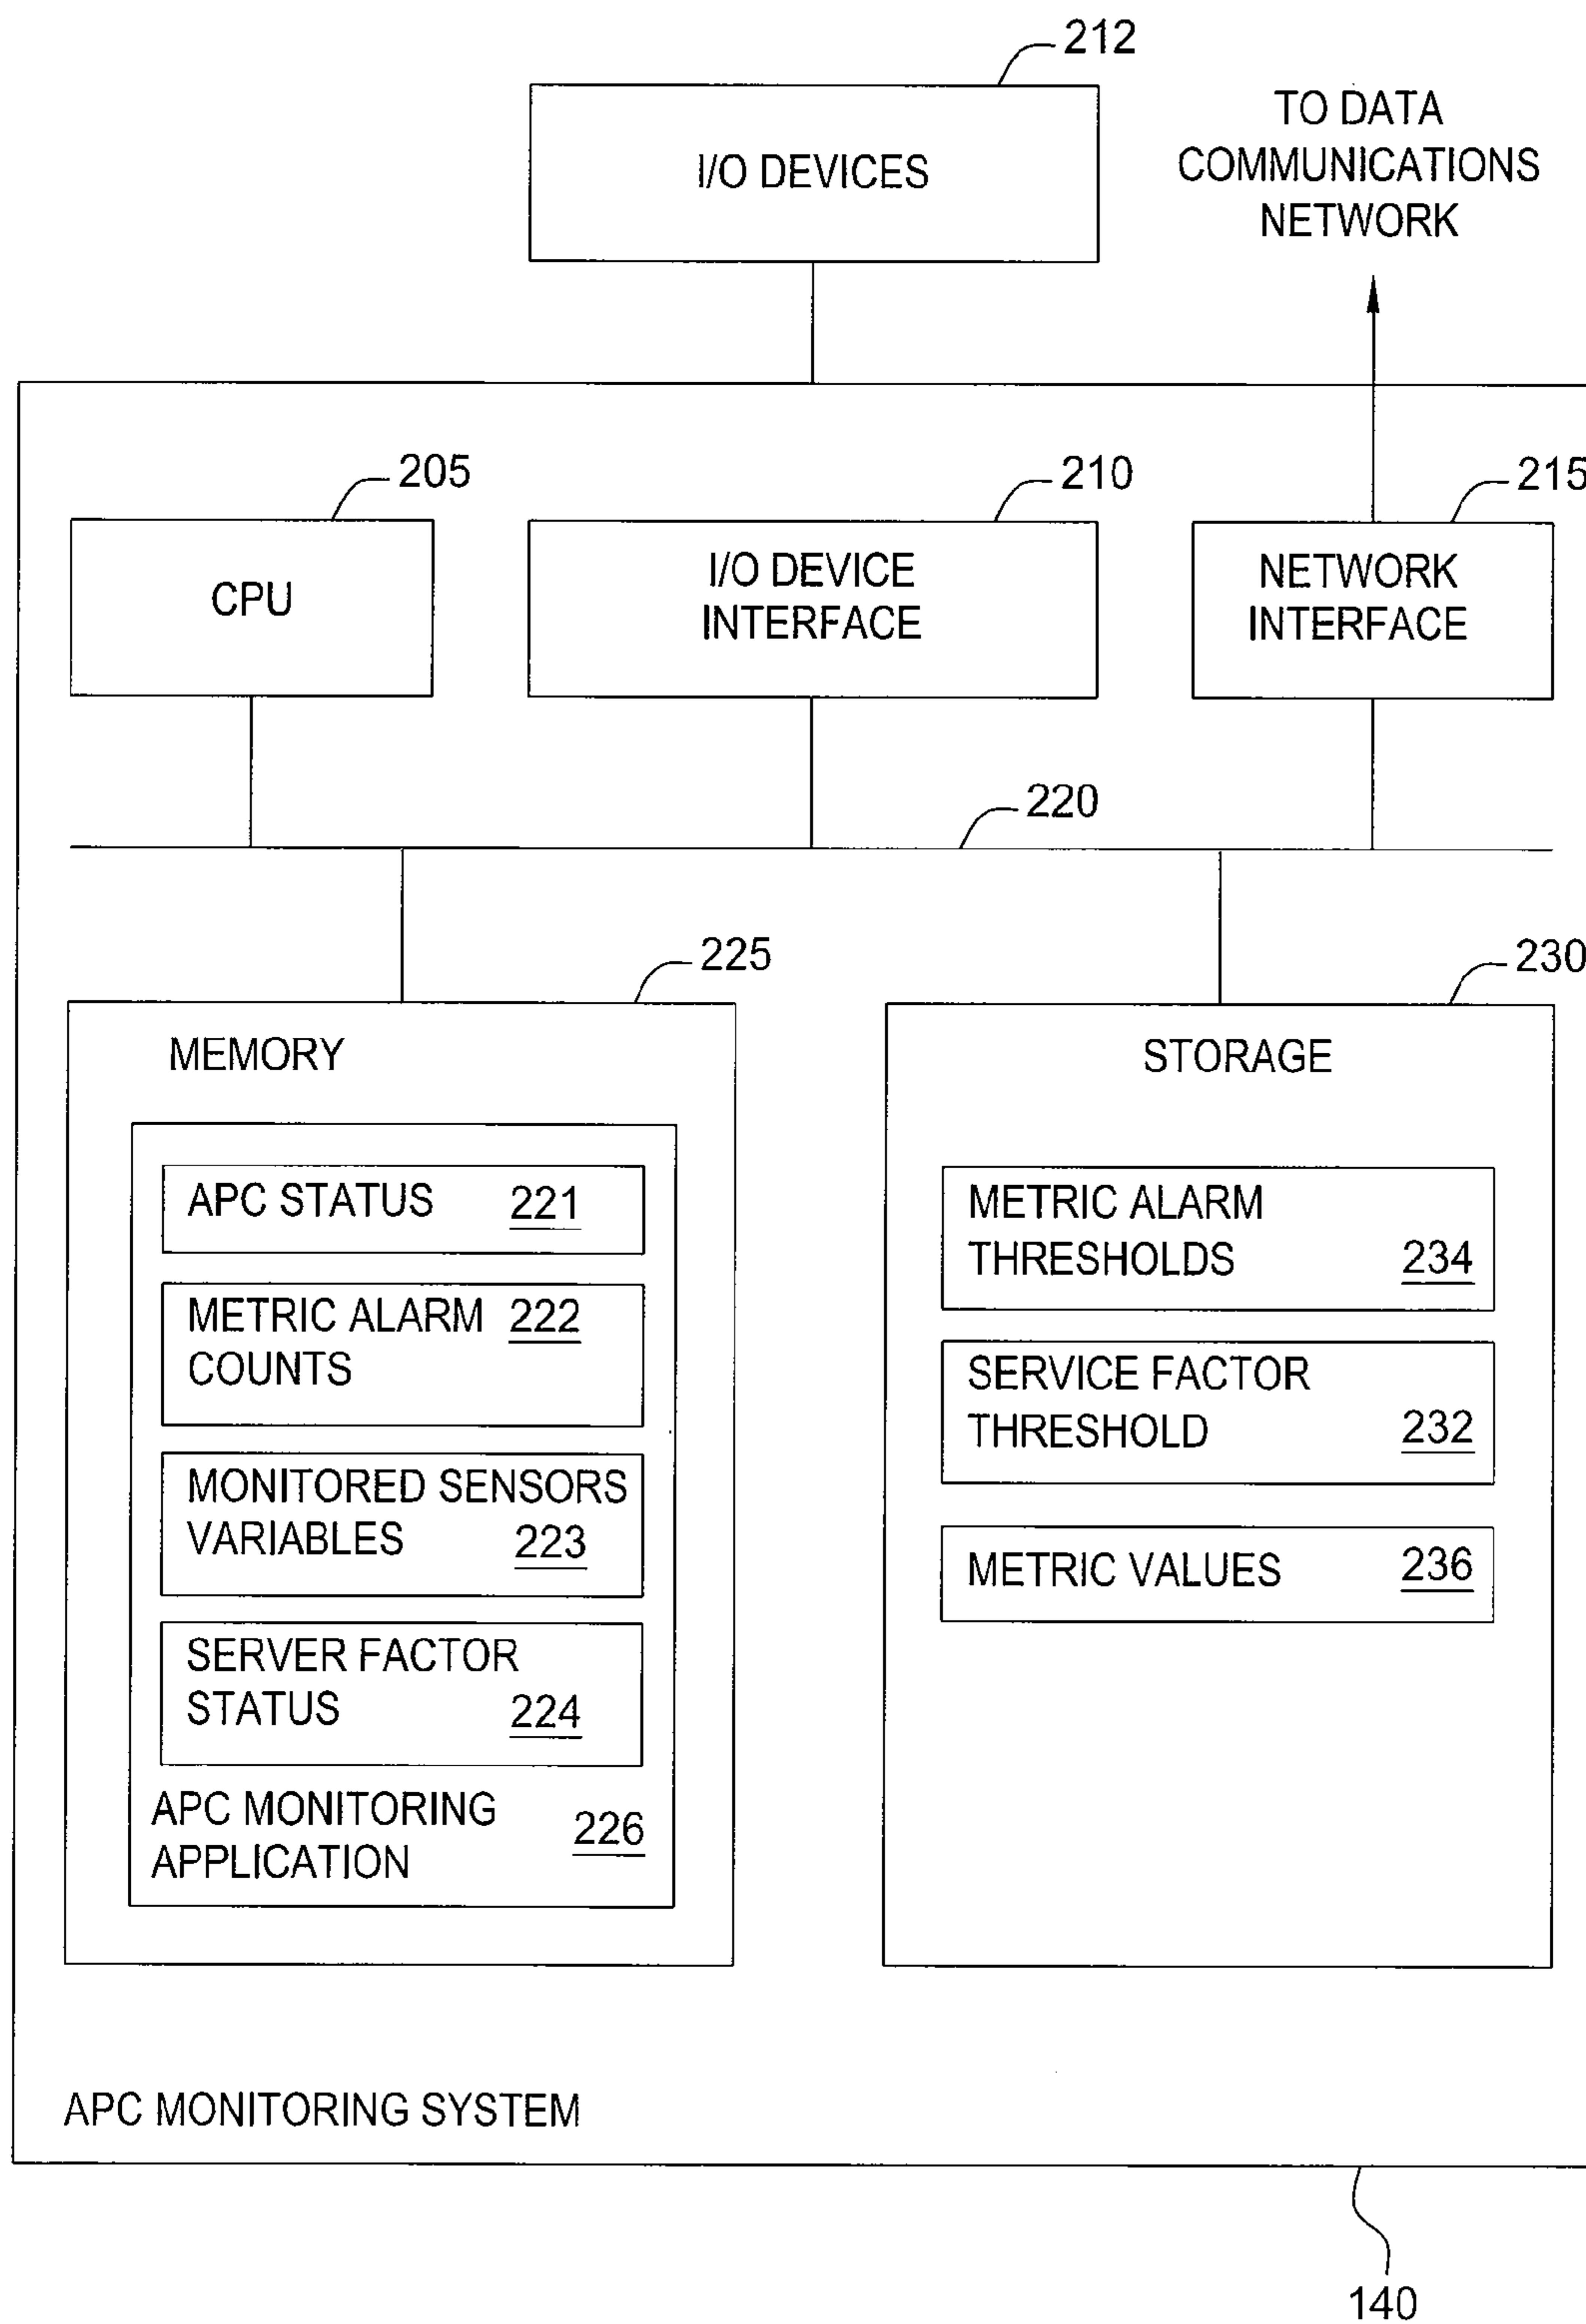 212
I/O DEVICES
TO DATA
COMMUNICATIONS
NETWORK
205
210
215
CPU
I/O DEVICE
INTERFACE
NETWORK
INTERFACE
220
225
230
MEMORY
STORAGE
APC STATUS 221
METRIC ALARM 222
COUNTS
MONITORED SENSORS
VARIABLES 223
SERVER FACTOR
STATUS 224
APC MONITORING
APPLICATION 226
METRIC ALARM
THRESHOLDS 234
SERVICE FACTOR
THRESHOLD 232
METRIC VALUES 236
APC MONITORING SYSTEM
140